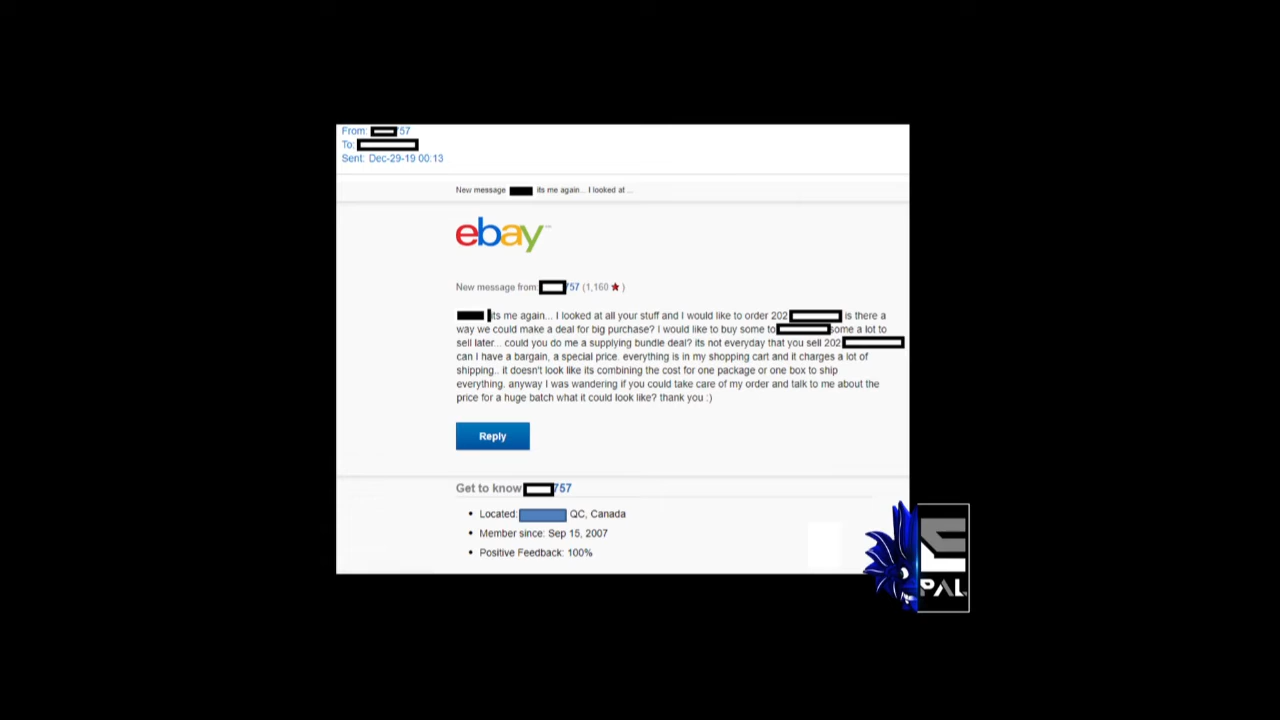 From: 757
To:
Sent: Dec-29-19 00:13
New message its me again... I looked at ...
ebay
New message from 757 (1,160 ★ )
its me again... I looked at all your stuff and I would like to order 202 is there a
way we could make a deal for big purchase? I would like to buy some to some a lot to
sell later... could you do me a supplying bundle deal? its not everyday that you sell 202
can I have a bargain, a special price. everything is in my shopping cart and it charges a lot of
shipping.. it doesn't look like its combining the cost for one package or one box to ship
everything. anyway I was wandering if you could take care of my order and talk to me about the
price for a huge batch what it could look like? thank you :)
Reply
Get to know 757
• Located: QC, Canada
• Member since: Sep 15, 2007
• Positive Feedback: 100%
PAL